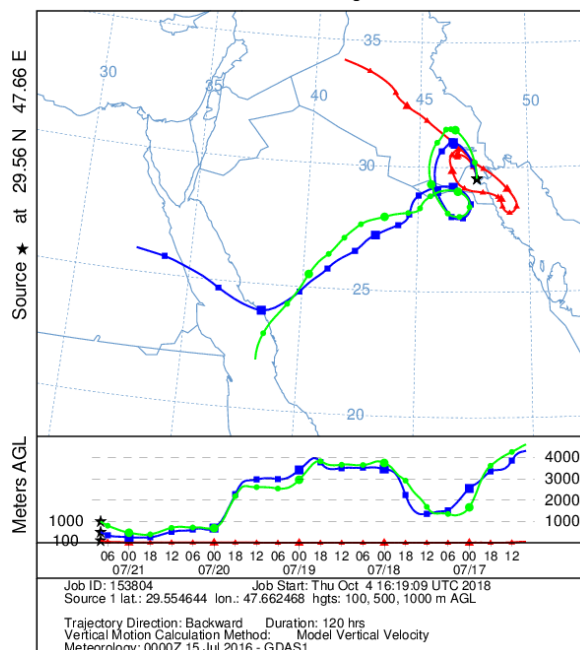 Source ★ at 29.56 N 47.66 E
35
30
35
40
45
50
30
25
20
Meters AGL
1000
100
4000
3000
2000
1000
06 00 18 12 06 00 18 12 06 00 18 12 06 00 18 12 06 00 18 12
07/21 07/20 07/19 07/18 07/17
Job ID: 153804 Job Start: Thu Oct 4 16:19:09 UTC 2018
Source 1 lat.: 29.554644 lon.: 47.662468 hgts: 100, 500, 1000 m AGL
Trajectory Direction: Backward Duration: 120 hrs
Vertical Motion Calculation Method: Model Vertical Velocity
Meteorology: 0000Z 15 Jul 2016 - GDAS1